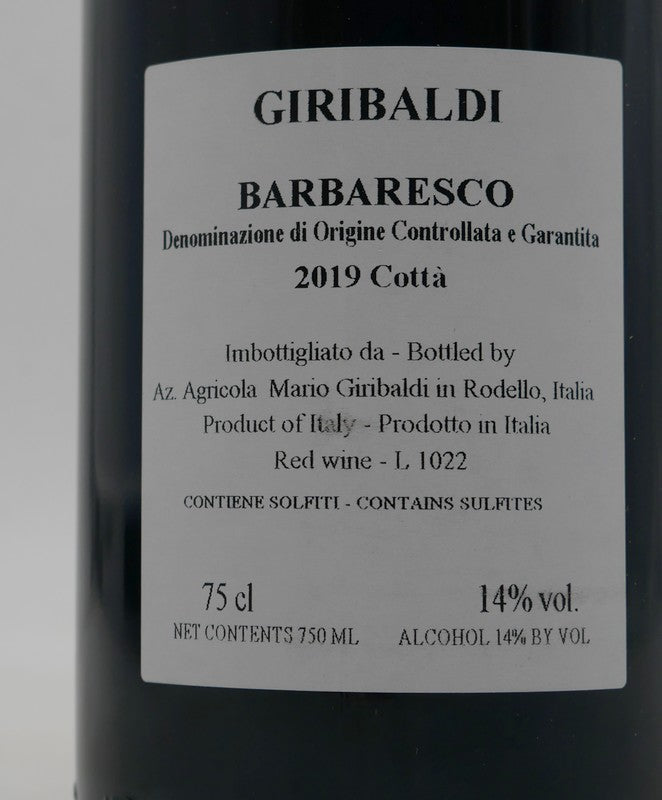 GIRIBALDI
BARBARESCO
Denominazione di Origine Controllata e Garantita
2019 Cottà
Imbottigliato da - Bottled by
Az. Agricola Mario Giribaldi in Rodello, Italia
Product of Italy - Prodotto in Italia
Red wine - L 1022
CONTIENE SOLFITI - CONTAINS SULFITES
75 cl 14% vol.
NET CONTENTS 750 ML ALCOHOL 14% BY VOL